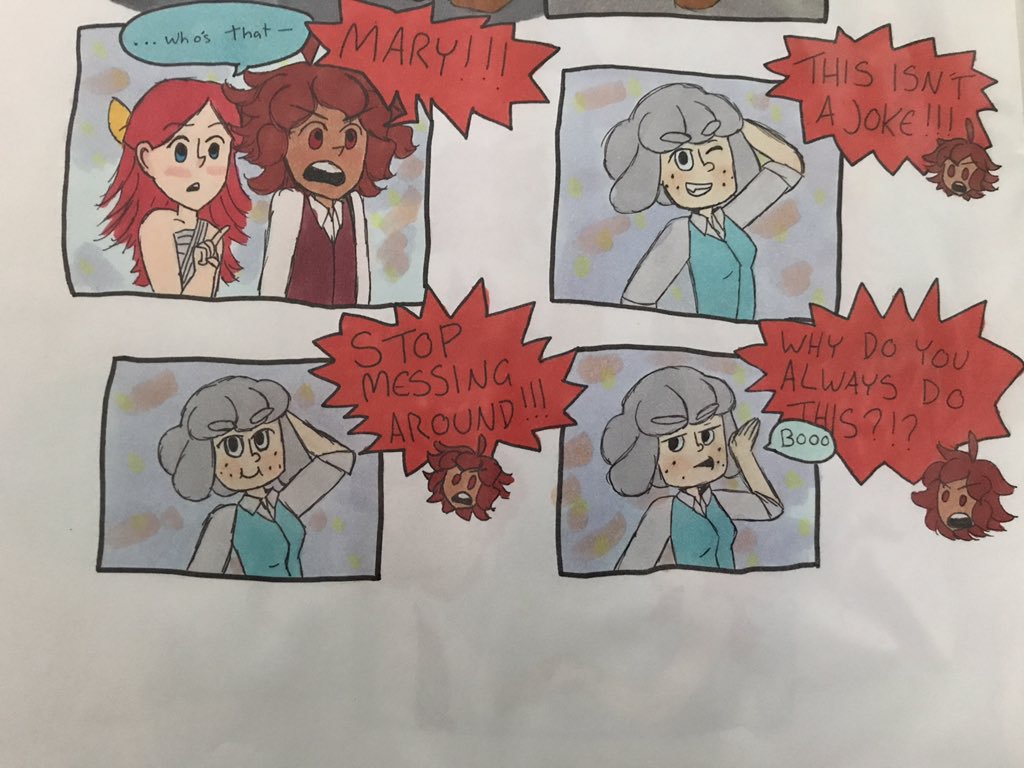 ... who's that—
MARY!!!
THIS ISN'T
A JOKE!!!
STOP
MESSING
AROUND!!!
WHY DO YOU
ALWAYS DO
THIS?!?
BOOO